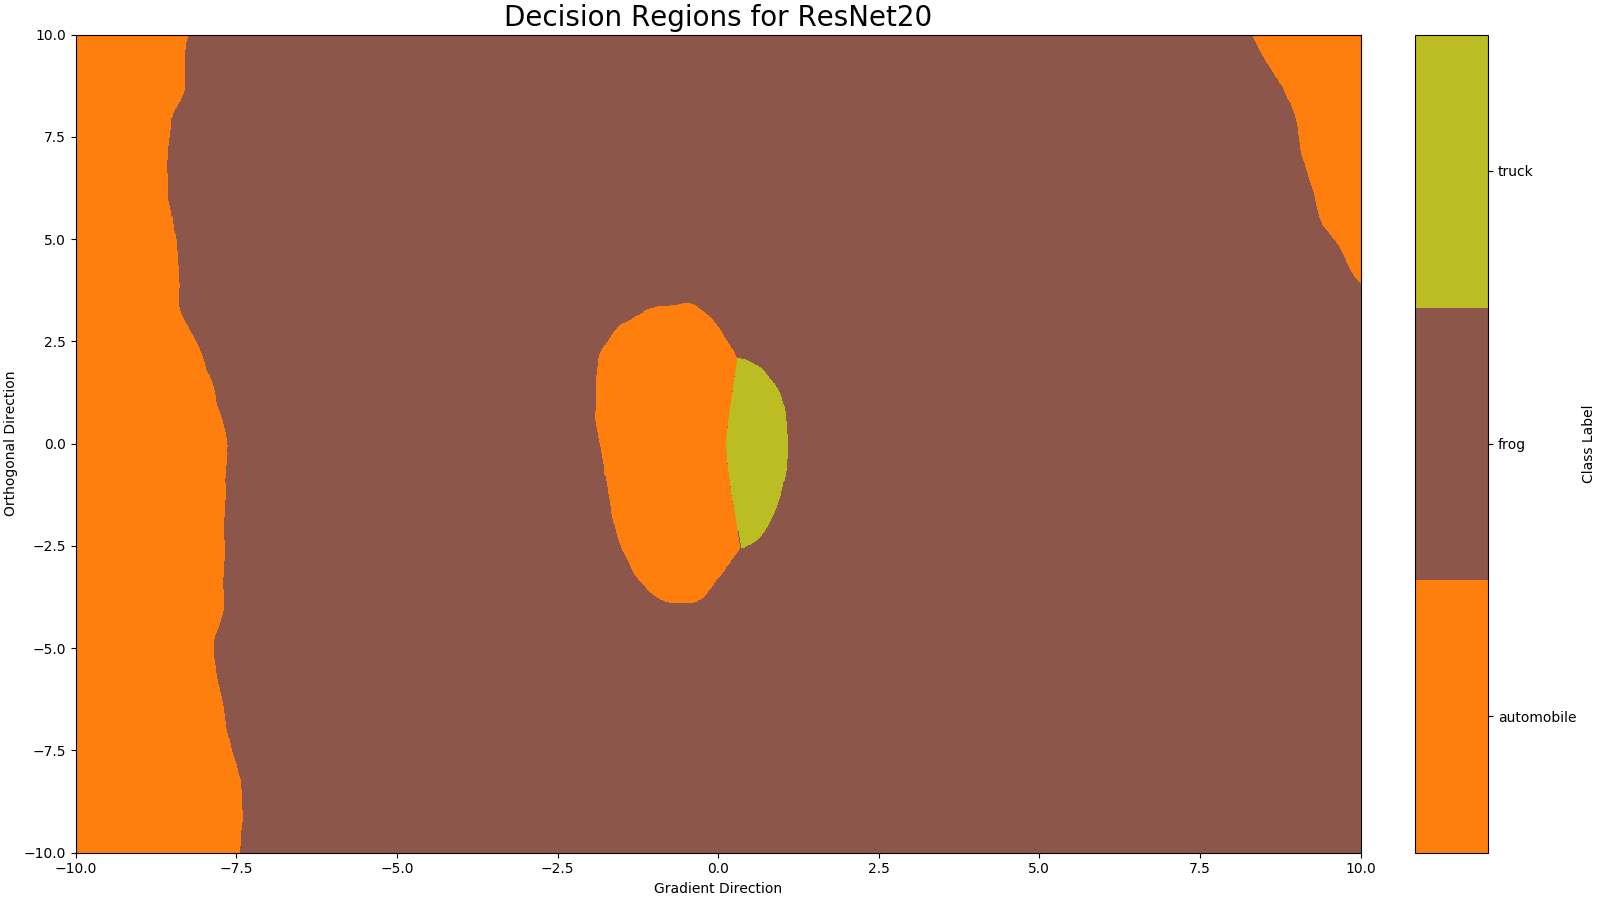 Decision Regions for ResNet20
10.0
7.5
5.0
2.5
0.0
−2.5
−5.0
−7.5
−10.0
Orthogonal Direction
−10.0 −7.5 −5.0 −2.5 0.0 2.5 5.0 7.5 10.0
Gradient Direction
truck
frog
automobile
Class Label